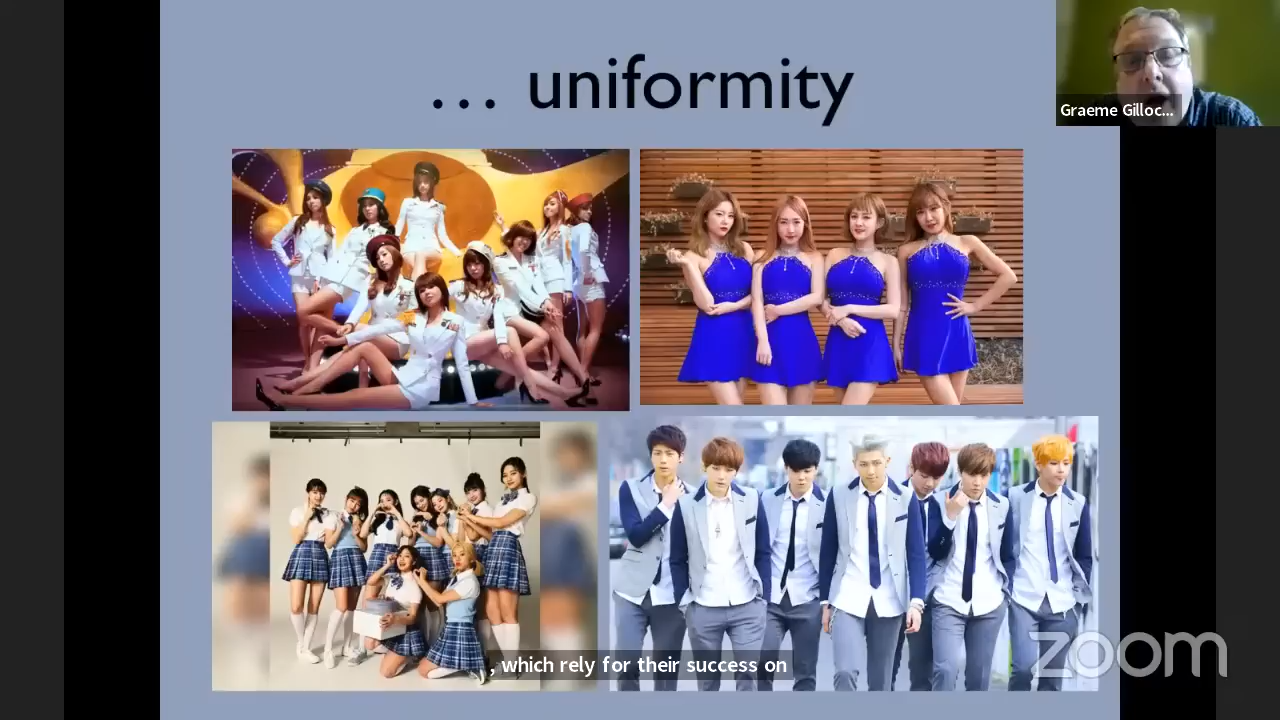 ... uniformity
Graeme Gilloc...
, which rely for their success on
zoom